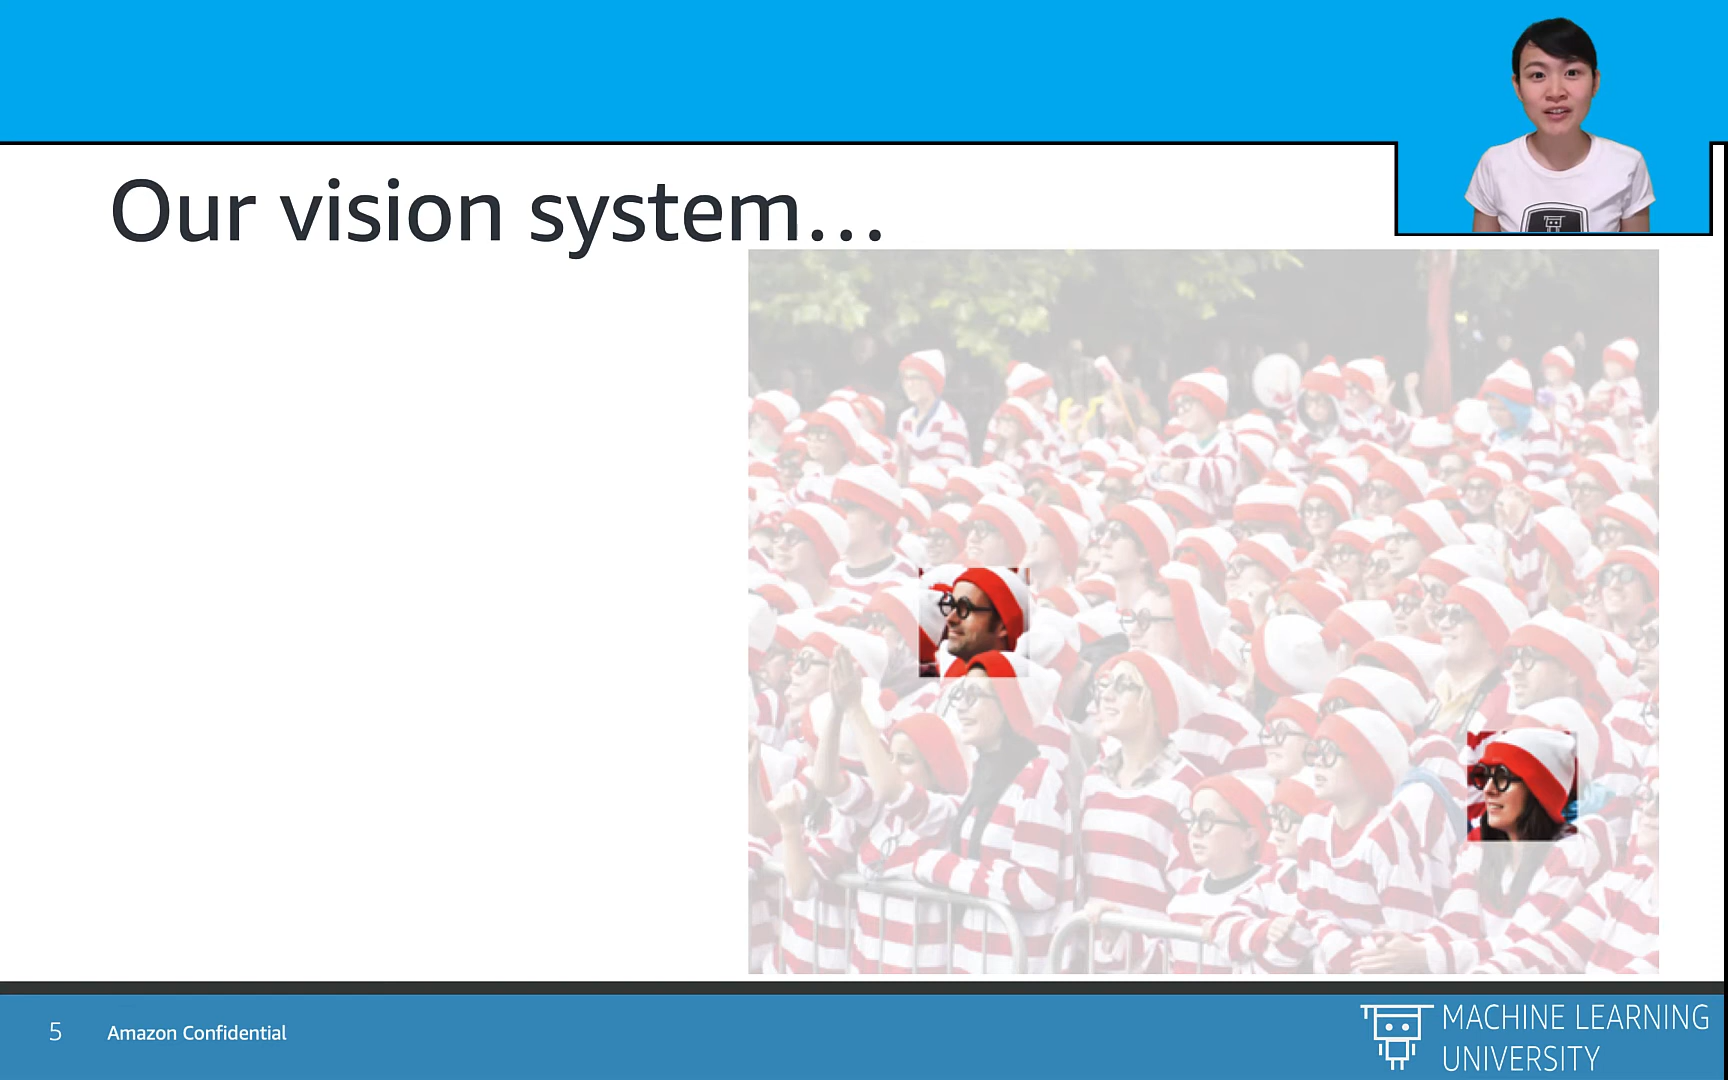 Our vision system...
5
Amazon Confidential
MACHINE LEARNING
UNIVERSITY